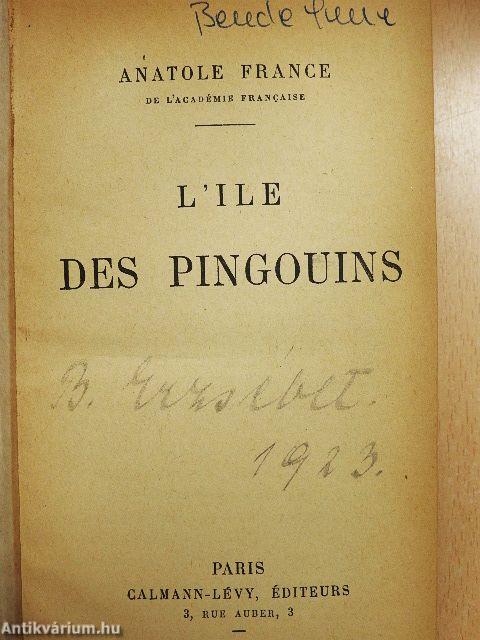 Bende
ANATOLE FRANCE
DE L'ACADÉMIE FRANÇAISE
L'ILE
DES PINGOUINS
B. Erzsébet.
1923.
PARIS
CALMANN-LÉVY, ÉDITEURS
3, RUE AUBER, 3
Antikvárium.hu